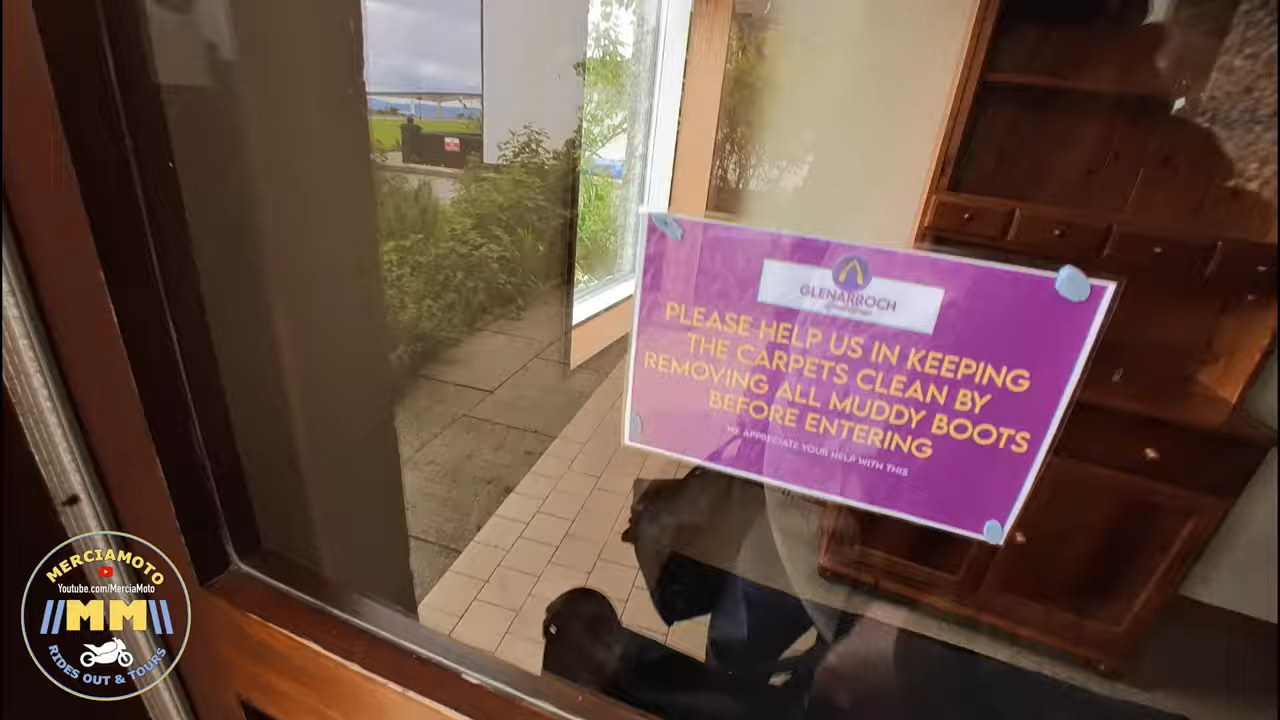 GLENARROCH
PLEASE HELP US IN KEEPING
THE CARPETS CLEAN BY
REMOVING ALL MUDDY BOOTS
BEFORE ENTERING
WE APPRECIATE YOUR HELP WITH THIS
MERCIAMOTO
Youtube.com/MerciaMoto
MM
RIDES OUT & TOURS